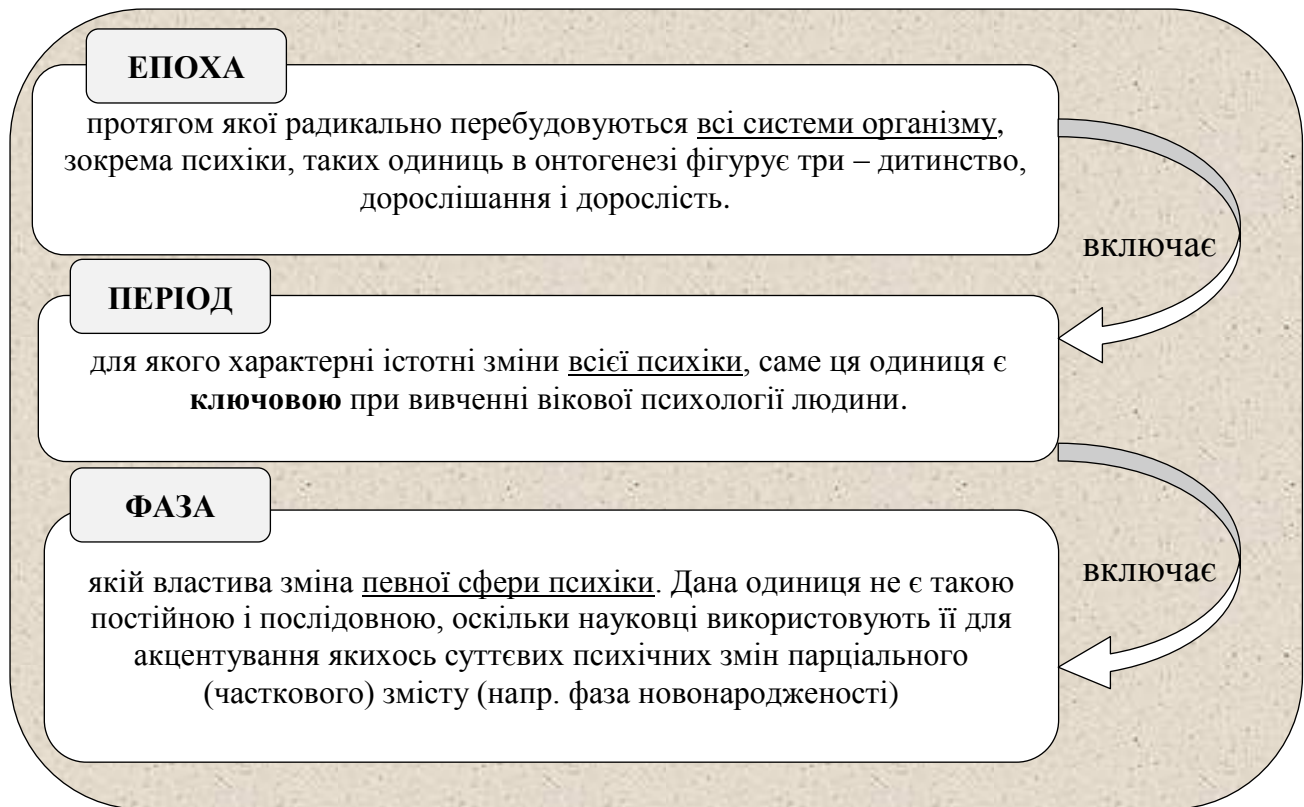 ЕПОХА
протягом якої радикально перебудовуються всі системи організму,
зокрема психіки, таких одиниць в онтогенезі фігурує три – дитинство,
дорослішання і дорослість.
включає
ПЕРІОД
для якого характерні істотні зміни всієї психіки, саме ця одиниця є
ключовою при вивченні вікової психології людини.
включає
ФАЗА
якій властива зміна певної сфери психіки. Дана одиниця не є такою
постійною і послідовною, оскільки науковці використовують її для
акцентування якихось суттєвих психічних змін парціального
(часткового) змісту (напр. фаза новонародженості)